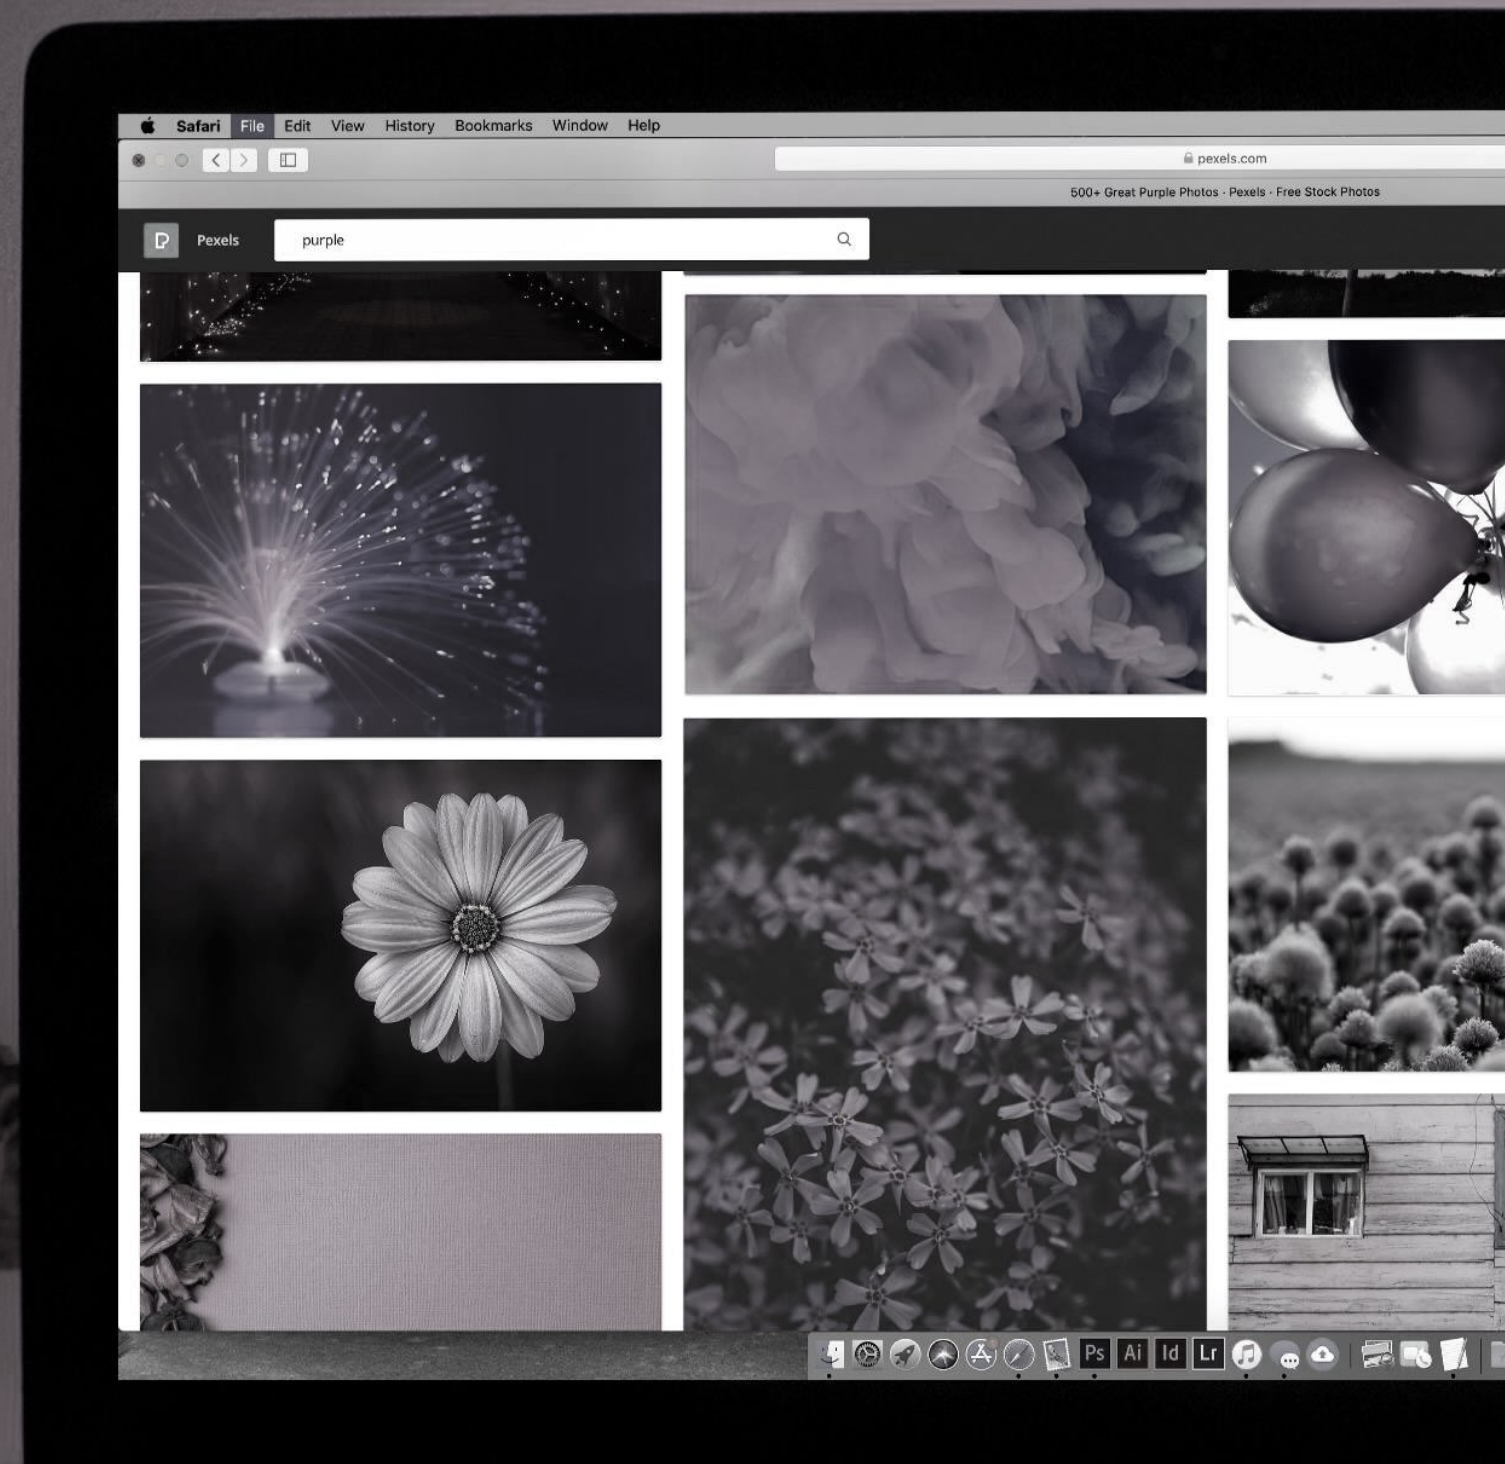 Safari File Edit View History Bookmarks Window Help
pexels.com
500+ Great Purple Photos · Pexels · Free Stock Photos
Pexels purple
Ps Ai Id Lr